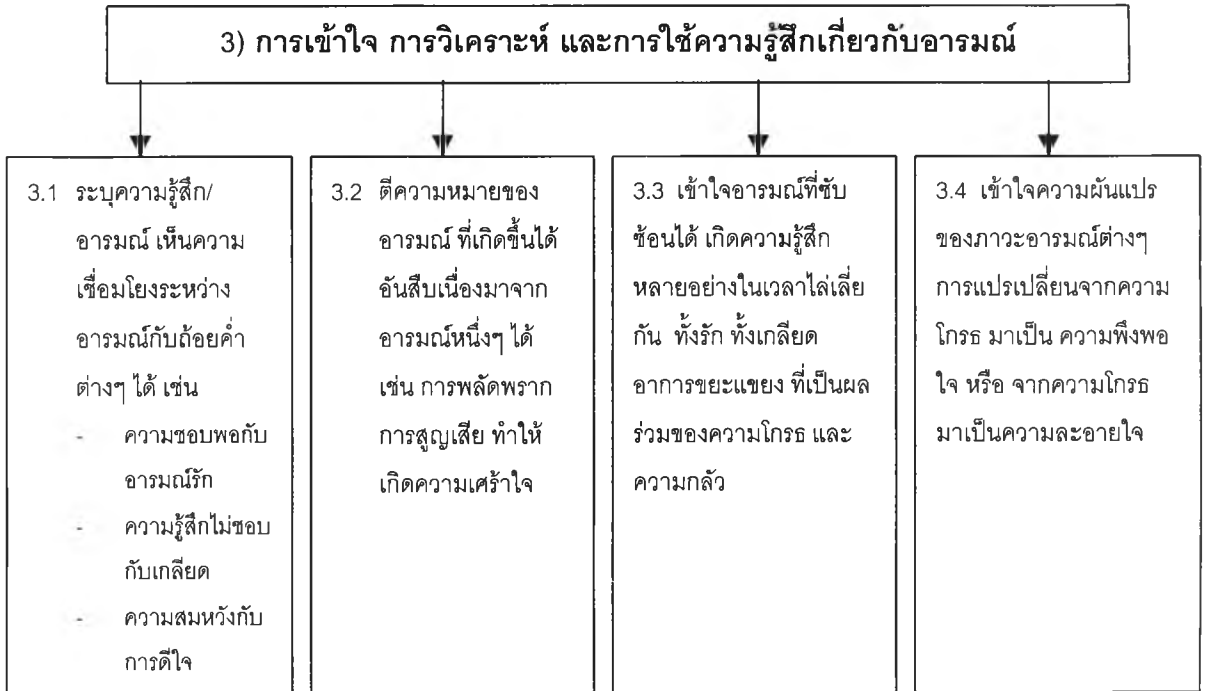 3) การเข้าใจ การวิเคราะห์ และการใช้ความรู้สึกเกี่ยวกับอารมณ์
3.1 ระบุความรู้สึก/
อารมณ์ เห็นความ
เชื่อมโยงระหว่าง
อารมณ์กับถ้อยคำ
ต่างๆ ได้ เช่น
- ความชอบพอกับ
อารมณ์รัก
- ความรู้สึกไม่ชอบ
กับเกลียด
- ความสมหวังกับ
การดีใจ
3.2 ตีความหมายของ
อารมณ์ ที่เกิดขึ้นได้
อันสืบเนื่องมาจาก
อารมณ์หนึ่งๆ ได้
เช่น การพลัดพราก
การสูญเสีย ทำให้
เกิดความเศร้าใจ
3.3 เข้าใจอารมณ์ที่ซับ
ซ้อนได้ เกิดความรู้สึก
หลายอย่างในเวลาไล่เลี่ย
กัน ทั้งรัก ทั้งเกลียด
อาการขยะแขยง ที่เป็นผล
ร่วมของความโกรธ และ
ความกลัว
3.4 เข้าใจความผันแปร
ของภาวะอารมณ์ต่างๆ
การแปรเปลี่ยนจากความ
โกรธ มาเป็น ความพึงพอ
ใจ หรือ จากความโกรธ
มาเป็นความละอายใจ